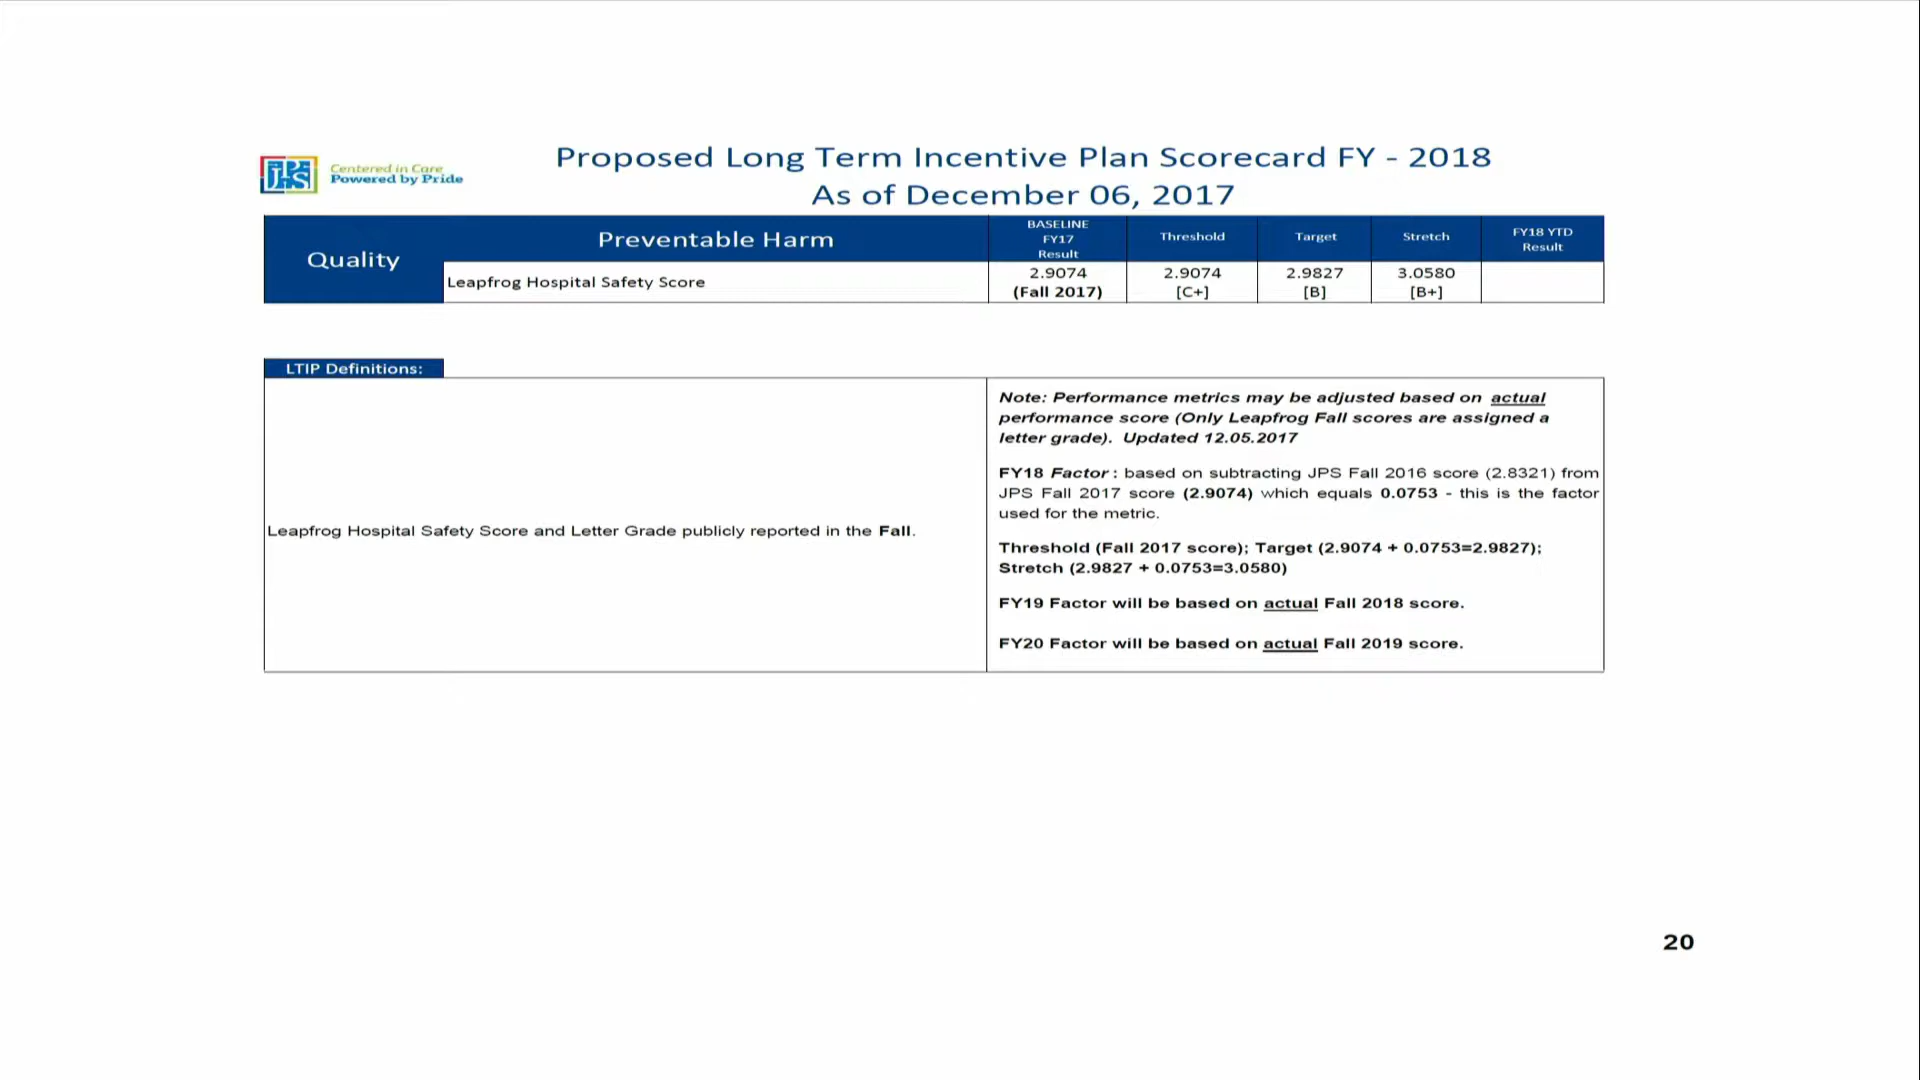 JPS
Centered in Care
Powered by Pride
Proposed Long Term Incentive Plan Scorecard FY - 2018
As of December 06, 2017
Quality
Preventable Harm
BASELINE
FY17
Result
Threshold
Target
Stretch
FY18 YTD
Result
Leapfrog Hospital Safety Score
2.9074
(Fall 2017)
2.9074
[C+]
2.9827
[B]
3.0580
[B+]
LTIP Definitions:
Leapfrog Hospital Safety Score and Letter Grade publicly reported in the Fall.
Note: Performance metrics may be adjusted based on actual
performance score (Only Leapfrog Fall scores are assigned a
letter grade). Updated 12.05.2017
FY18 Factor : based on subtracting JPS Fall 2016 score (2.8321) from
JPS Fall 2017 score (2.9074) which equals 0.0753 - this is the factor
used for the metric.
Threshold (Fall 2017 score); Target (2.9074 + 0.0753=2.9827);
Stretch (2.9827 + 0.0753=3.0580)
FY19 Factor will be based on actual Fall 2018 score.
FY20 Factor will be based on actual Fall 2019 score.
20